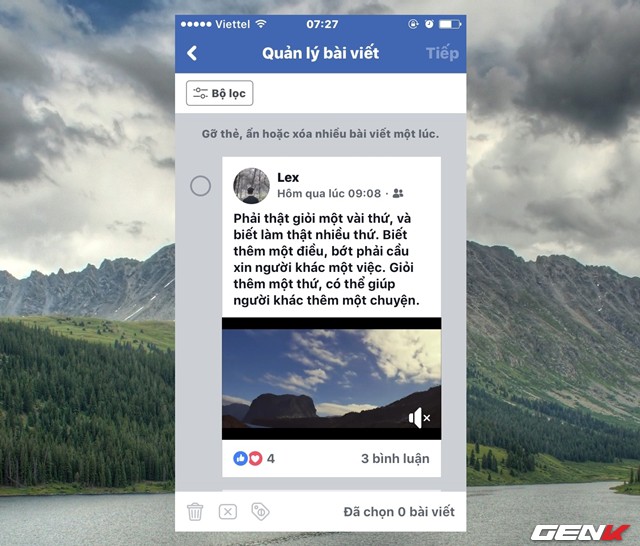 Viettel 07:27
Quản lý bài viết Tiếp
Bộ lọc
Gỡ thẻ, ẩn hoặc xóa nhiều bài viết một lúc.
Lex
Hôm qua lúc 09:08 ·
Phải thật giỏi một vài thứ, và
biết làm thật nhiều thứ. Biết
thêm một điều, bớt phải cầu
xin người khác một việc. Giỏi
thêm một thứ, có thể giúp
người khác thêm một chuyện.
4 3 bình luận
Đã chọn 0 bài viết
GENK